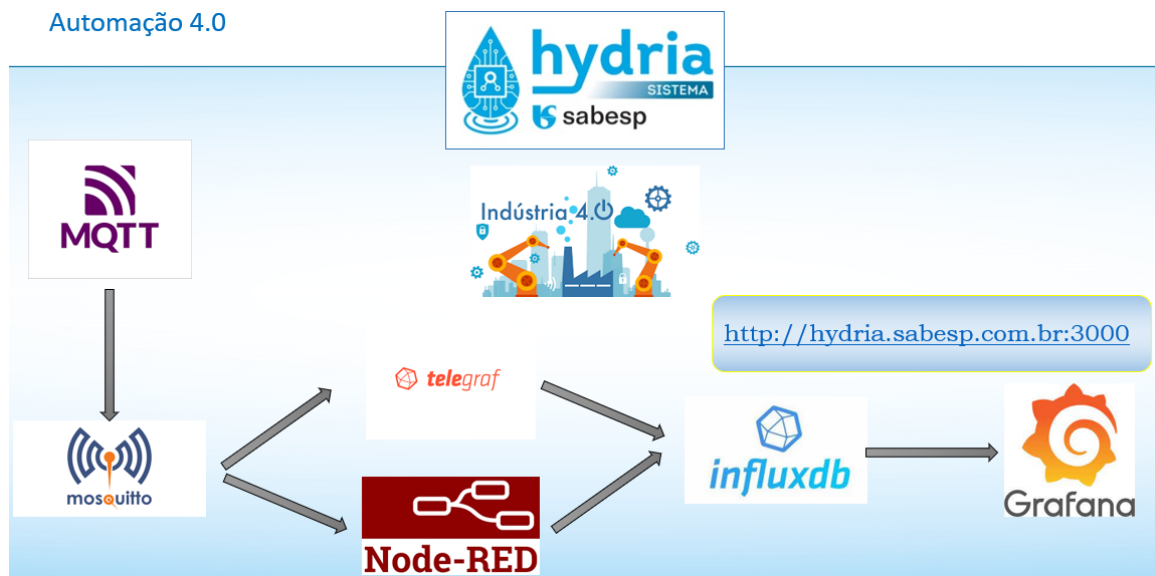 Automação 4.0
hydria
SISTEMA
sabesp
MQTT
Indústria 4.0
http://hydria.sabesp.com.br:3000
telegraf
mosquitto
influxdb
Grafana
Node-RED